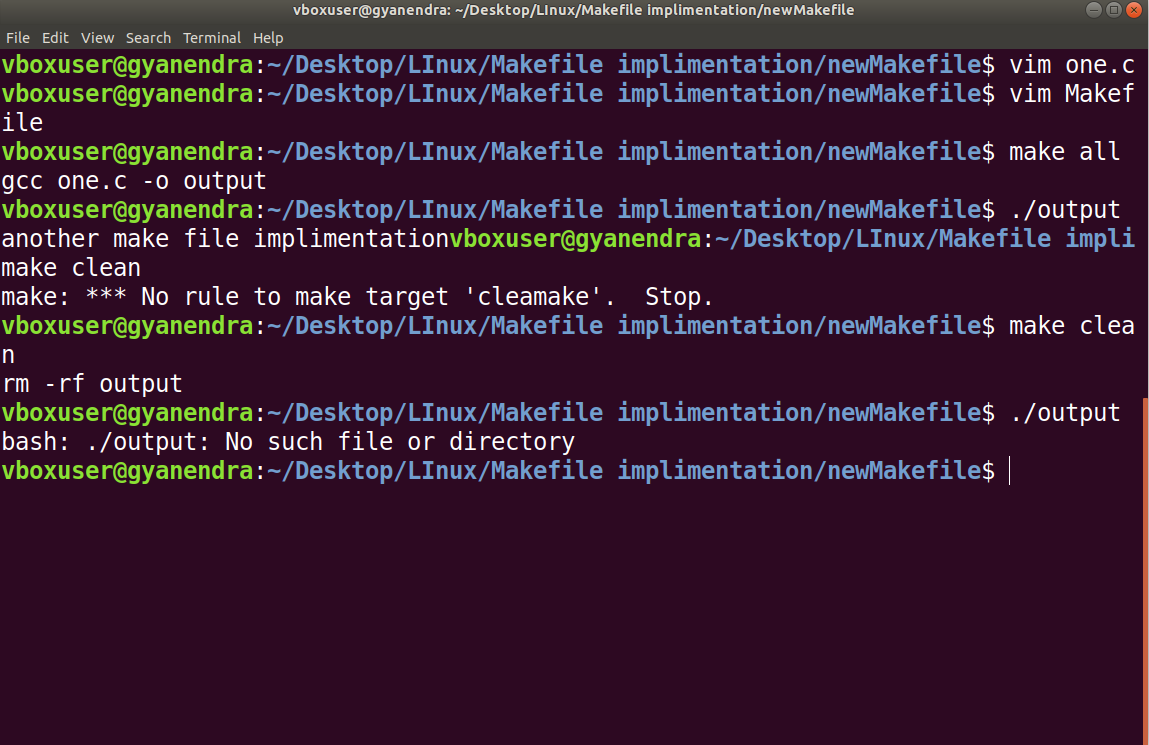 vboxuser@gyanendra: ~/Desktop/LInux/Makefile implimentation/newMakefile
File Edit View Search Terminal Help
vboxuser@gyanendra:~/Desktop/LInux/Makefile implimentation/newMakefile$ vim one.c
vboxuser@gyanendra:~/Desktop/LInux/Makefile implimentation/newMakefile$ vim Makef
ile
vboxuser@gyanendra:~/Desktop/LInux/Makefile implimentation/newMakefile$ make all
gcc one.c -o output
vboxuser@gyanendra:~/Desktop/LInux/Makefile implimentation/newMakefile$ ./output
another make file implimentationvboxuser@gyanendra:~/Desktop/LInux/Makefile impli
make clean
make: *** No rule to make target 'cleamake'.  Stop.
vboxuser@gyanendra:~/Desktop/LInux/Makefile implimentation/newMakefile$ make clea
n
rm -rf output
vboxuser@gyanendra:~/Desktop/LInux/Makefile implimentation/newMakefile$ ./output
bash: ./output: No such file or directory
vboxuser@gyanendra:~/Desktop/LInux/Makefile implimentation/newMakefile$